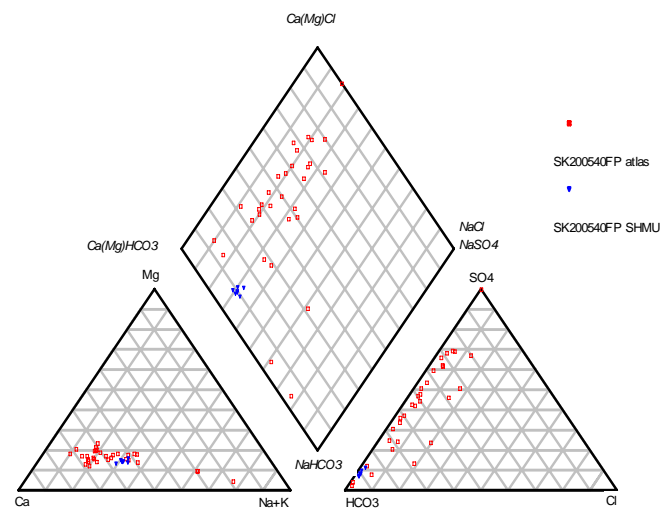 Ca(Mg)Cl
SK200540FP atlas
SK200540FP SHMU
NaCl
NaSO4
Ca(Mg)HCO3
Mg
SO4
NaHCO3
Ca
Na+K
HCO3
Cl